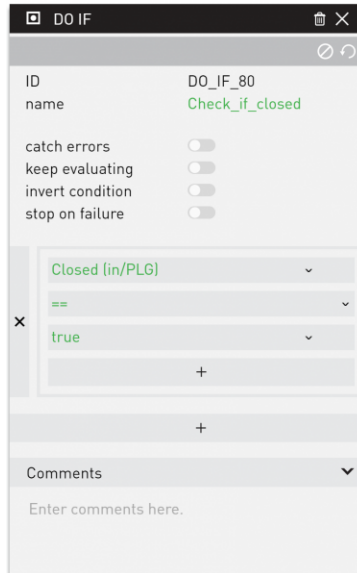 DO IF
ID DO_IF_80
name Check_if_closed
catch errors
keep evaluating
invert condition
stop on failure
Closed (in/PLG)
==
true
+
+
Comments
Enter comments here.